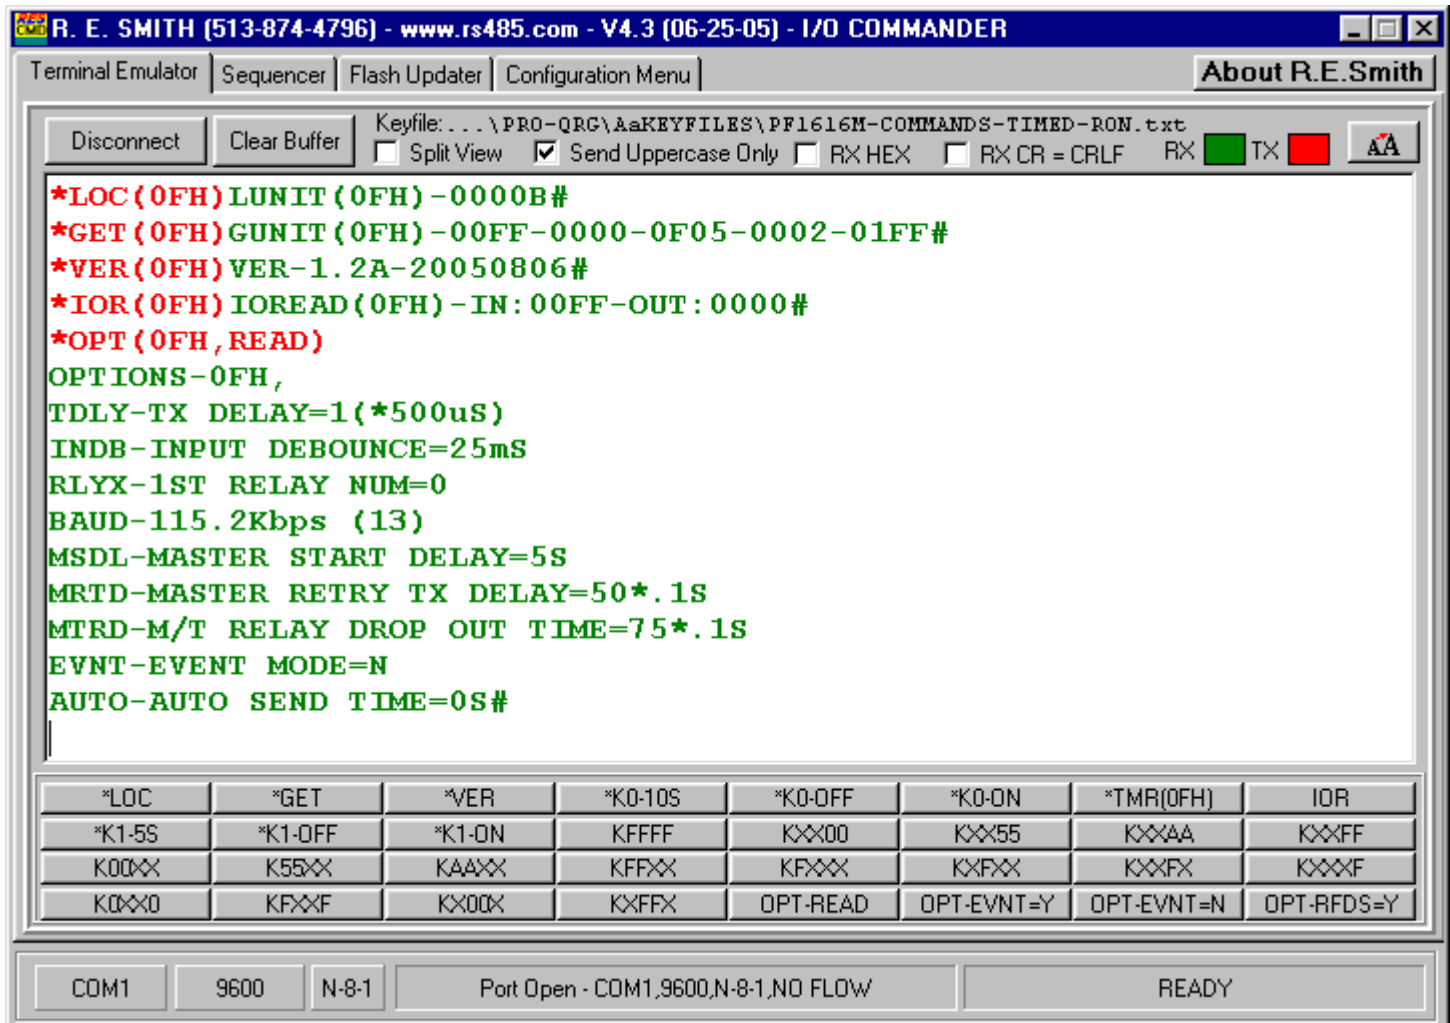 R. E. SMITH (513-874-4796) - www.rs485.com - V4.3 (06-25-05) - I/O COMMANDER
Terminal Emulator Sequencer Flash Updater Configuration Menu About R.E.Smith
Disconnect Clear Buffer Keyfile:...\PRO-QRG\AaKEYFILES\PF1616M-COMMANDS-TIMED-RON.txt
Split View Send Uppercase Only RX HEX RX CR = CRLF RX TX AA
*LOC(0FH)LUNIT(0FH)-0000B#
*GET(0FH)GUNIT(0FH)-00FF-0000-0F05-0002-01FF#
*VER(0FH)VER-1.2A-20050806#
*IOR(0FH)IOREAD(0FH)-IN:00FF-OUT:0000#
*OPT(0FH,READ)
OPTIONS-0FH,
TDLY-TX DELAY=1(*500uS)
INDB-INPUT DEBOUNCE=25mS
RLYX-1ST RELAY NUM=0
BAUD-115.2Kbps (13)
MSDL-MASTER START DELAY=5S
MRTD-MASTER RETRY TX DELAY=50*.1S
MTRD-M/T RELAY DROP OUT TIME=75*.1S
EVNT-EVENT MODE=N
AUTO-AUTO SEND TIME=0S#
*LOC *GET *VER *K0-10S *K0-OFF *K0-ON *TMR(0FH) IOR
*K1-5S *K1-OFF *K1-ON KFFFF KXX00 KXX55 KXXAA KXXFF
K00XX K55XX KAAXX KFFXX KFXXX KXFXX KXXFX KXXXF
K0XX0 KFXXF KX00X KXFFX OPT-READ OPT-EVNT=Y OPT-EVNT=N OPT-RFDS=Y
COM1 9600 N-8-1 Port Open - COM1,9600,N-8-1,NO FLOW READY